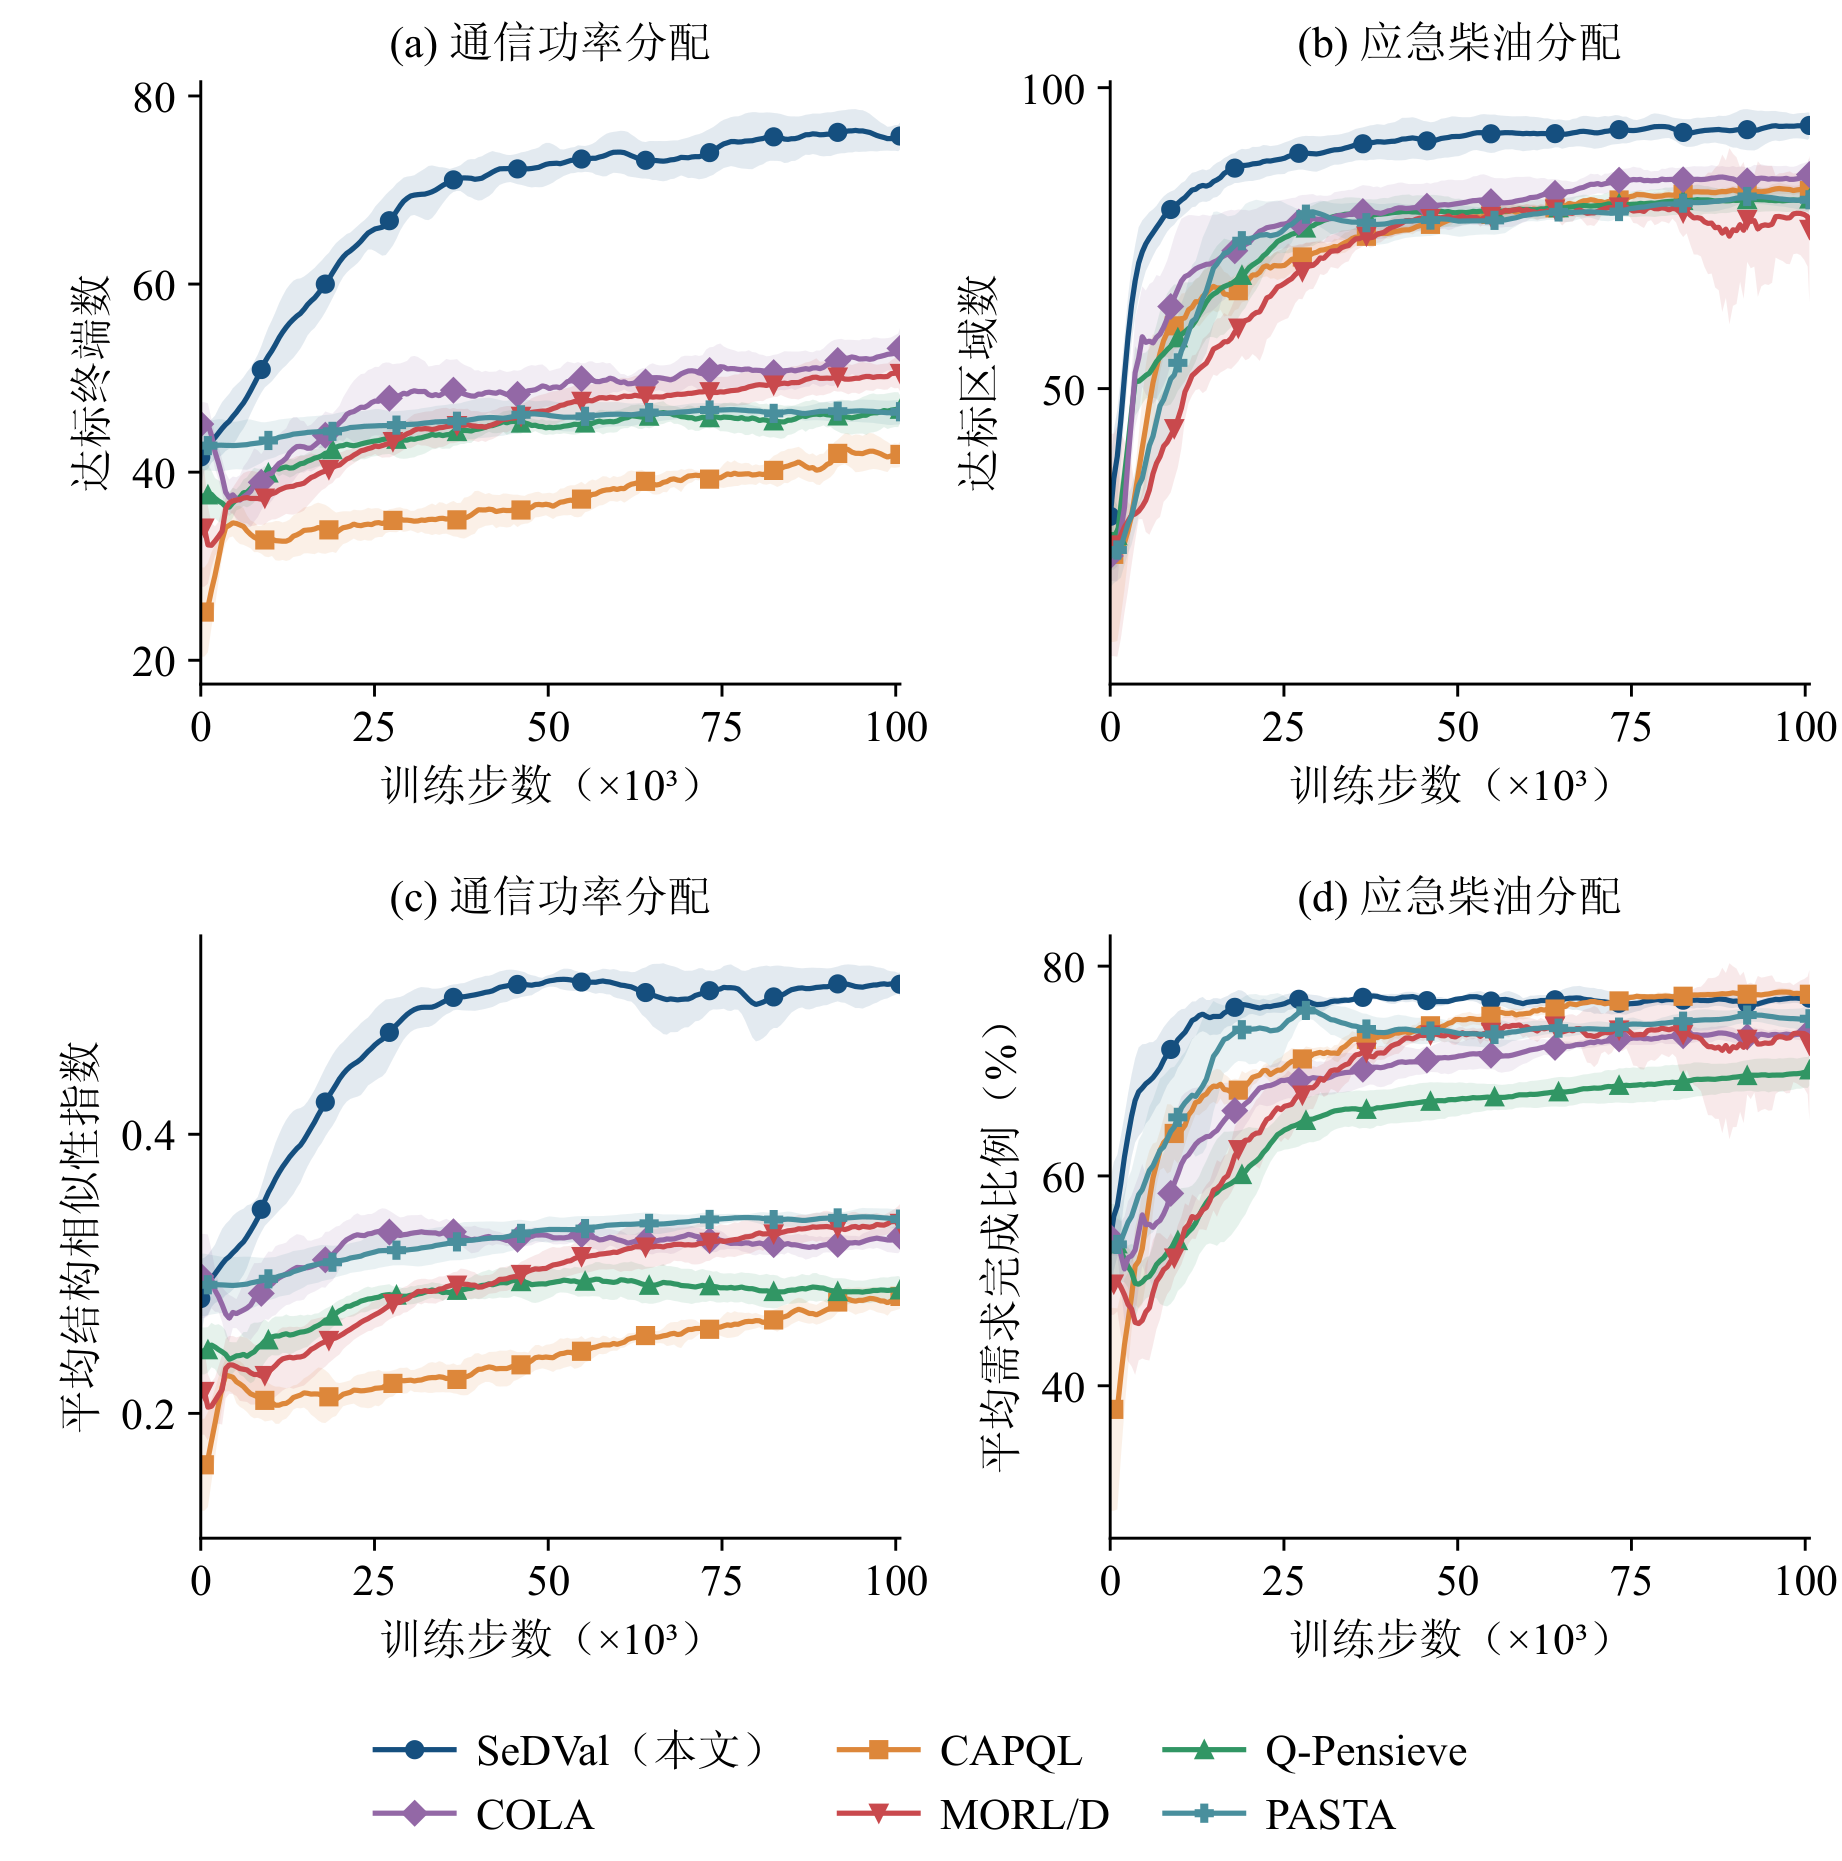 (a) 通信功率分配
80
60
40
20
达标终端数
0 25 50 75 100
训练步数（×10³）
(b) 应急柴油分配
100
50
达标区域数
0 25 50 75 100
训练步数（×10³）
(c) 通信功率分配
0.4
0.2
平均结构相似性指数
0 25 50 75 100
训练步数（×10³）
(d) 应急柴油分配
80
60
40
平均需求完成比例（%）
0 25 50 75 100
训练步数（×10³）
SeDVal（本文） CAPQL Q-Pensieve
COLA MORL/D PASTA